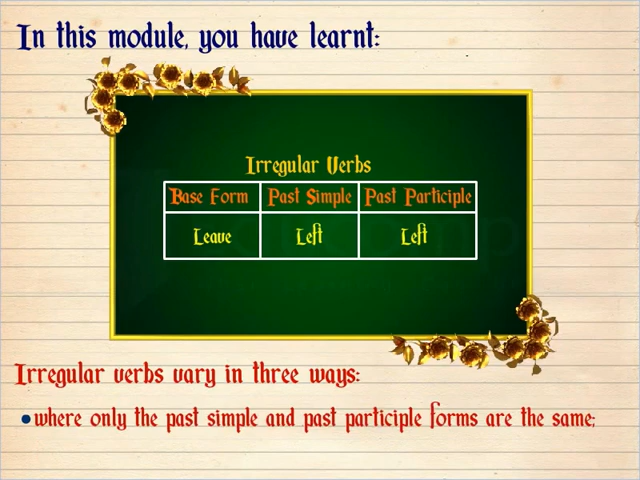 In this module, you have learnt:
Irregular Verbs
Base Form Past Simple Past Participle
Leave Left Left
Irregular verbs vary in three ways:
•where only the past simple and past participle forms are the same;